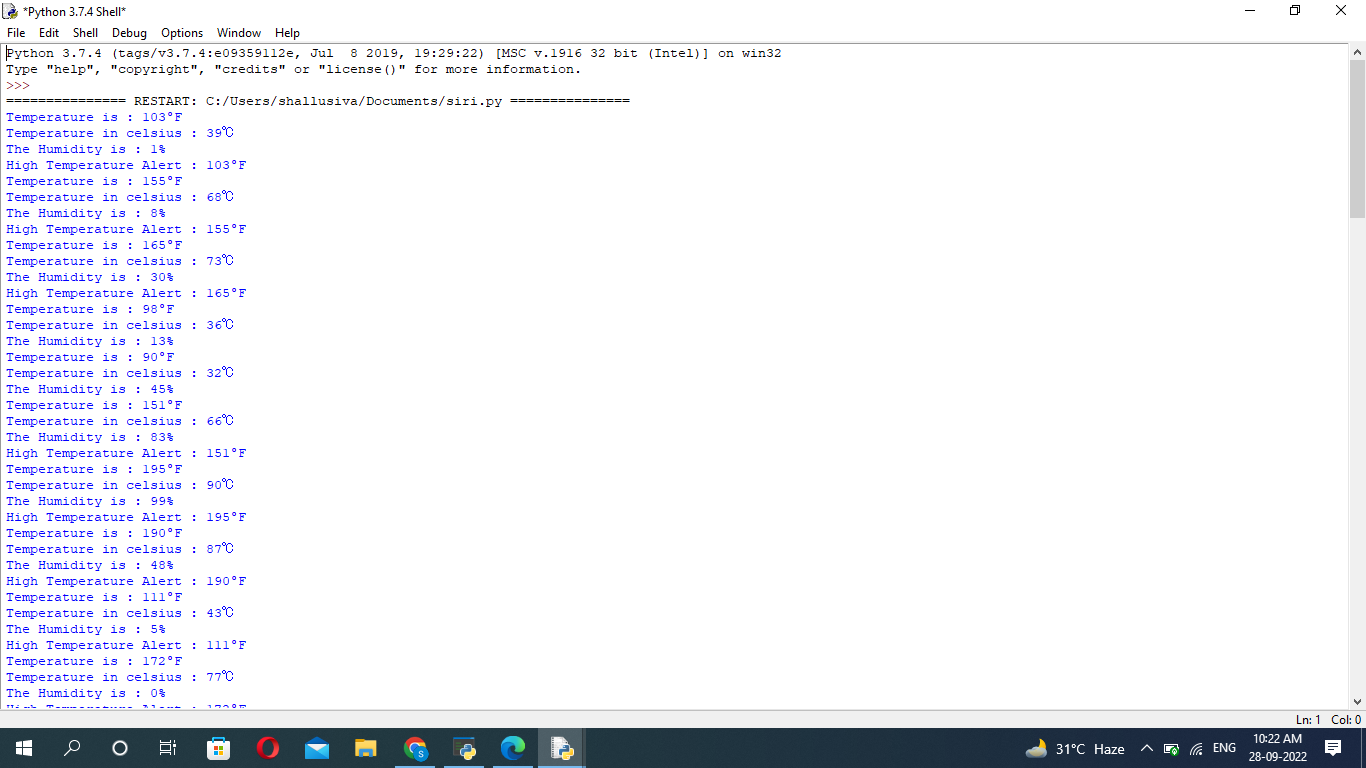 *Python 3.7.4 Shell*
File Edit Shell Debug Options Window Help
Python 3.7.4 (tags/v3.7.4:e09359112e, Jul  8 2019, 19:29:22) [MSC v.1916 32 bit (Intel)] on win32
Type "help", "copyright", "credits" or "license()" for more information.
>>>
=============== RESTART: C:/Users/shallusiva/Documents/siri.py ===============
Temperature is : 103°F
Temperature in celsius : 39℃
The Humidity is : 1%
High Temperature Alert : 103°F
Temperature is : 155°F
Temperature in celsius : 68℃
The Humidity is : 8%
High Temperature Alert : 155°F
Temperature is : 165°F
Temperature in celsius : 73℃
The Humidity is : 30%
High Temperature Alert : 165°F
Temperature is : 98°F
Temperature in celsius : 36℃
The Humidity is : 13%
Temperature is : 90°F
Temperature in celsius : 32℃
The Humidity is : 45%
Temperature is : 151°F
Temperature in celsius : 66℃
The Humidity is : 83%
High Temperature Alert : 151°F
Temperature is : 195°F
Temperature in celsius : 90℃
The Humidity is : 99%
High Temperature Alert : 195°F
Temperature is : 190°F
Temperature in celsius : 87℃
The Humidity is : 48%
High Temperature Alert : 190°F
Temperature is : 111°F
Temperature in celsius : 43℃
The Humidity is : 5%
High Temperature Alert : 111°F
Temperature is : 172°F
Temperature in celsius : 77℃
The Humidity is : 0%
High Temperature Alert : 172°F
Ln: 1 Col: 0
31°C Haze
ENG
10:22 AM
28-09-2022